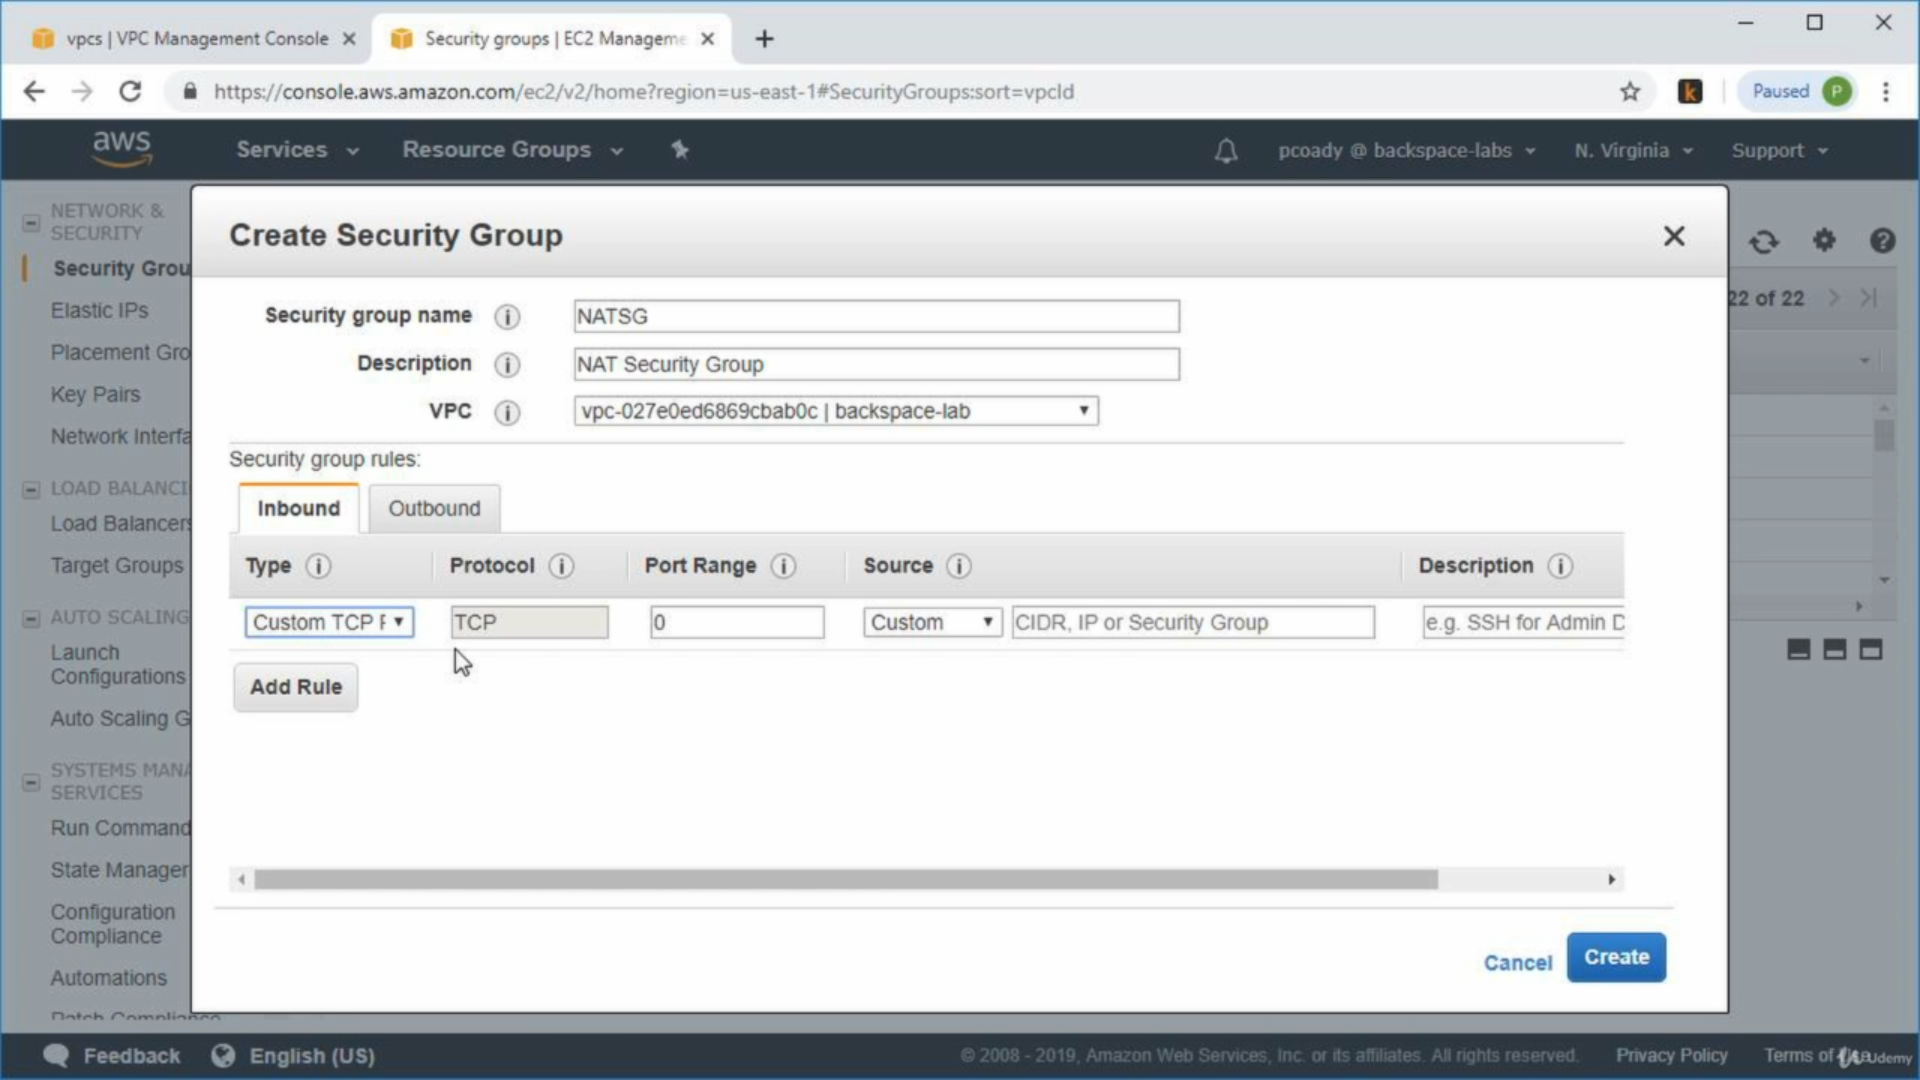 vpcs | VPC Management Console
Security groups | EC2 Manageme
https://console.aws.amazon.com/ec2/v2/home?region=us-east-1#SecurityGroups:sort=vpcId
k
Paused
P
aws
Services
Resource Groups
pcoady @ backspace-labs
N. Virginia
Support
NETWORK &
SECURITY
Security Grou
Elastic IPs
Placement Gro
Key Pairs
Network Interfa
LOAD BALANCI
Load Balancers
Target Groups
AUTO SCALING
Launch
Configurations
Auto Scaling G
SYSTEMS MANA
SERVICES
Run Command
State Manager
Configuration
Compliance
Automations
Patch Compliance
22 of 22
Create Security Group
Security group name
NATSG
Description
NAT Security Group
VPC
vpc-027e0ed6869cbab0c | backspace-lab
Security group rules:
Inbound
Outbound
Type
Protocol
Port Range
Source
Description
Custom TCP F
TCP
0
Custom
CIDR, IP or Security Group
e.g. SSH for Admin D
Add Rule
Cancel
Create
Feedback
English (US)
© 2008 - 2019, Amazon Web Services, Inc. or its affiliates. All rights reserved.
Privacy Policy
Terms of Use
Udemy